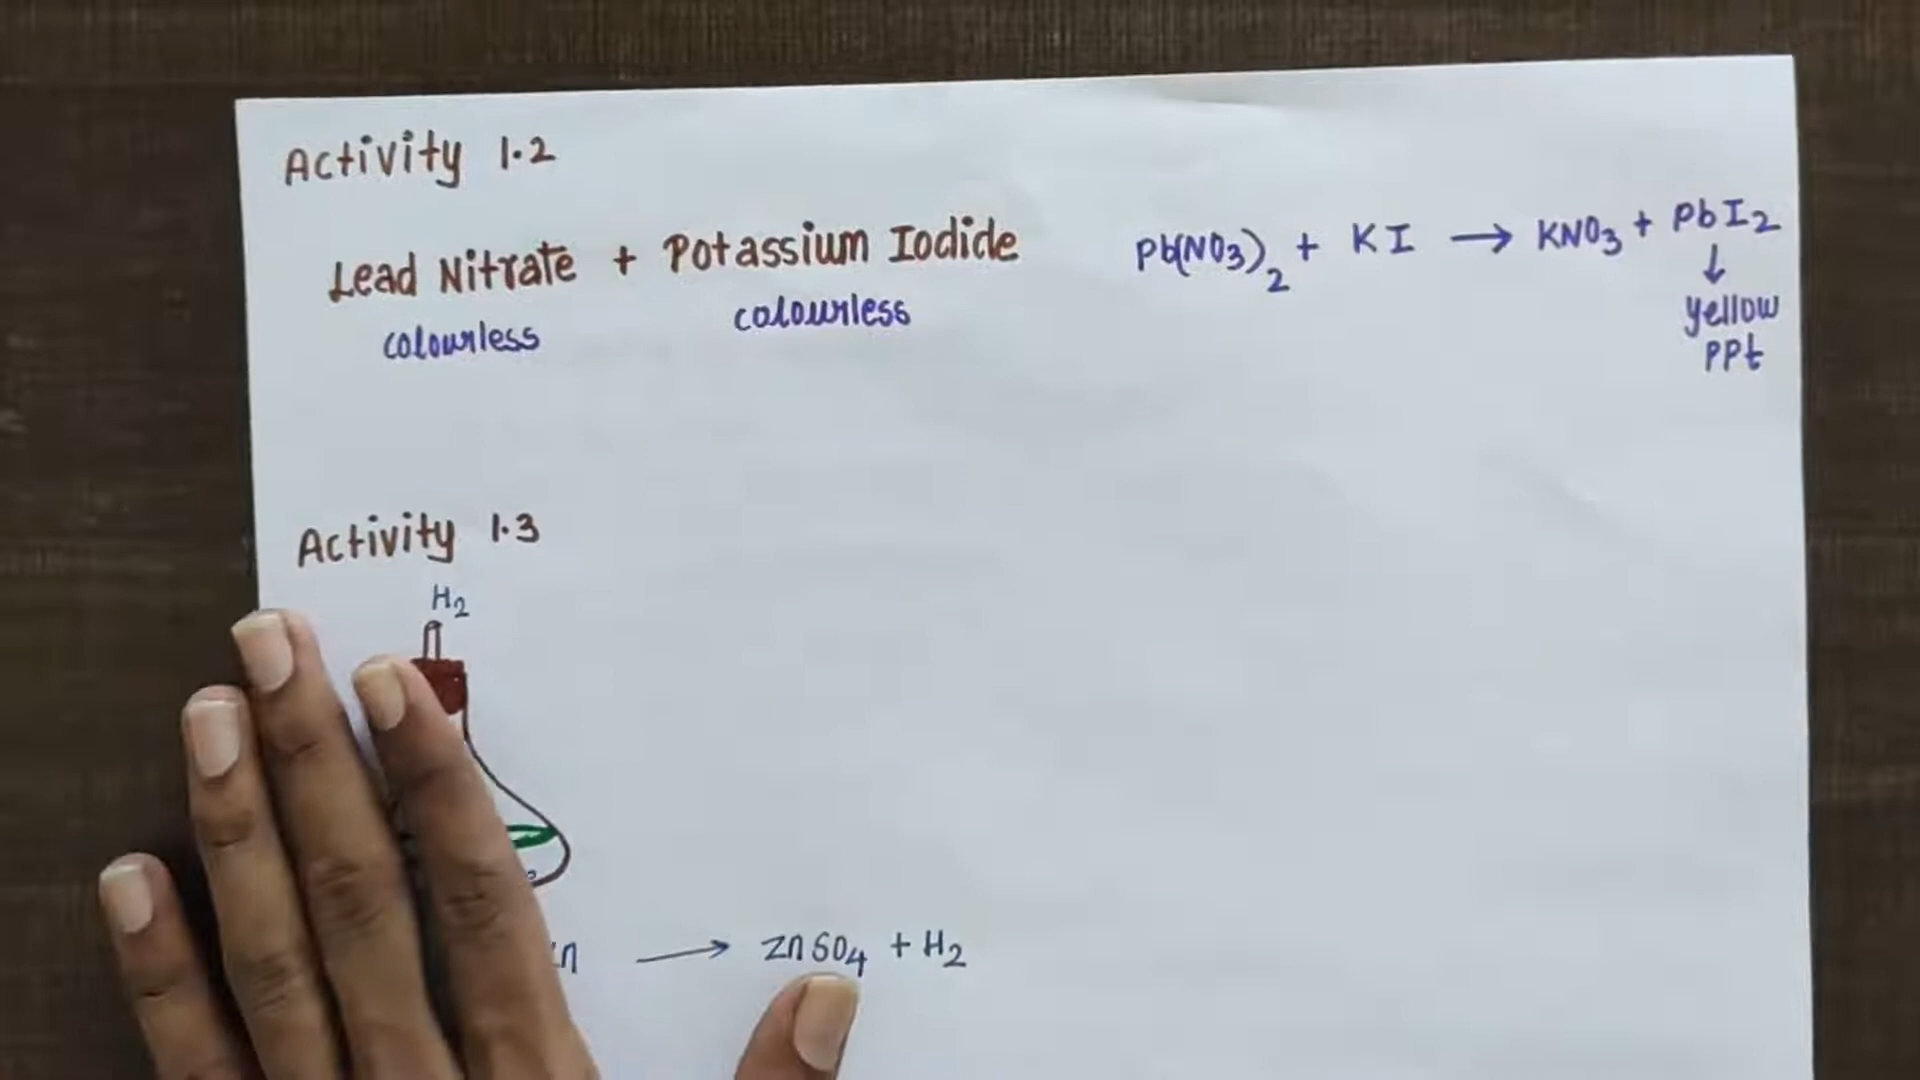 Activity 1.2
Lead Nitrate + Potassium Iodide
colourless colourless
Pb(NO3)2 + KI → KNO3 + PbI2
↓
yellow
ppt
Activity 1.3
H2
→ ZnSO4 + H2